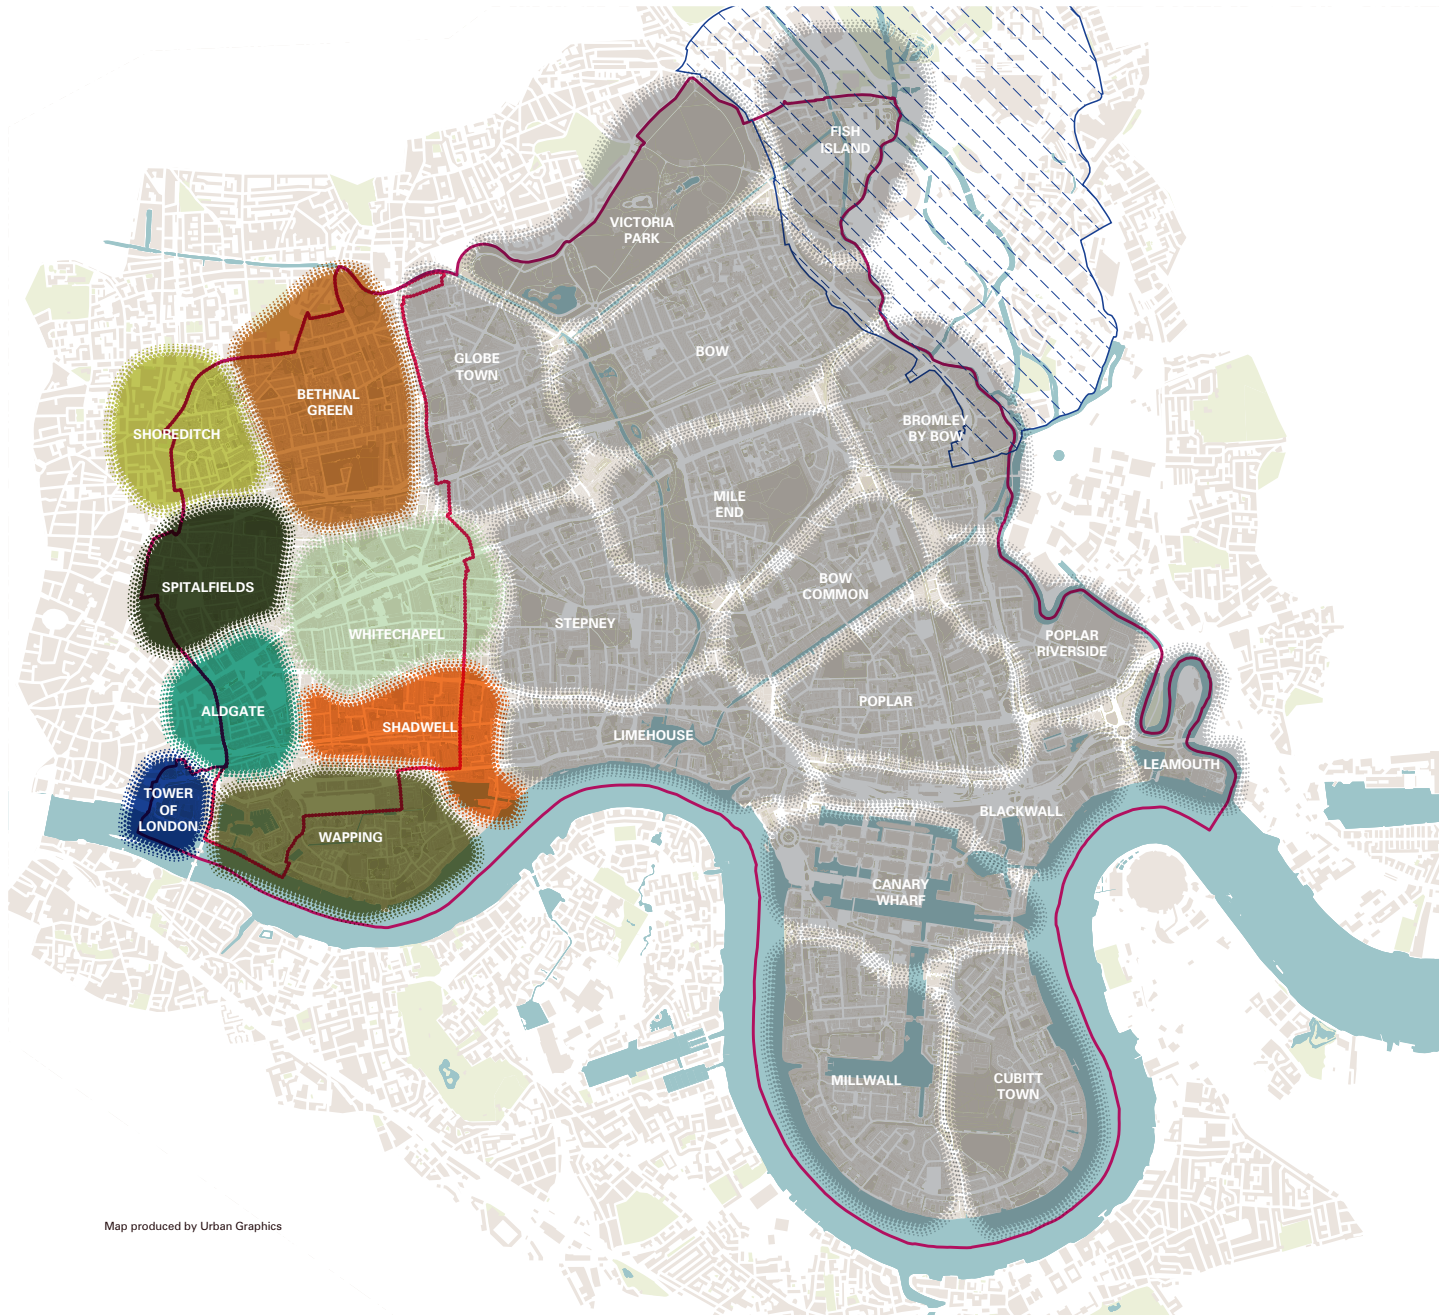 FISH
ISLAND
VICTORIA
PARK
GLOBE
TOWN
BOW
BETHNAL
GREEN
SHOREDITCH
BROMLEY
BY BOW
MILE
END
SPITALFIELDS
BOW
COMMON
STEPNEY
WHITECHAPEL
POPLAR
RIVERSIDE
ALDGATE
POPLAR
SHADWELL
LIMEHOUSE
LEAMOUTH
TOWER
OF
LONDON
BLACKWALL
WAPPING
CANARY
WHARF
MILLWALL
CUBITT
TOWN
Map produced by Urban Graphics